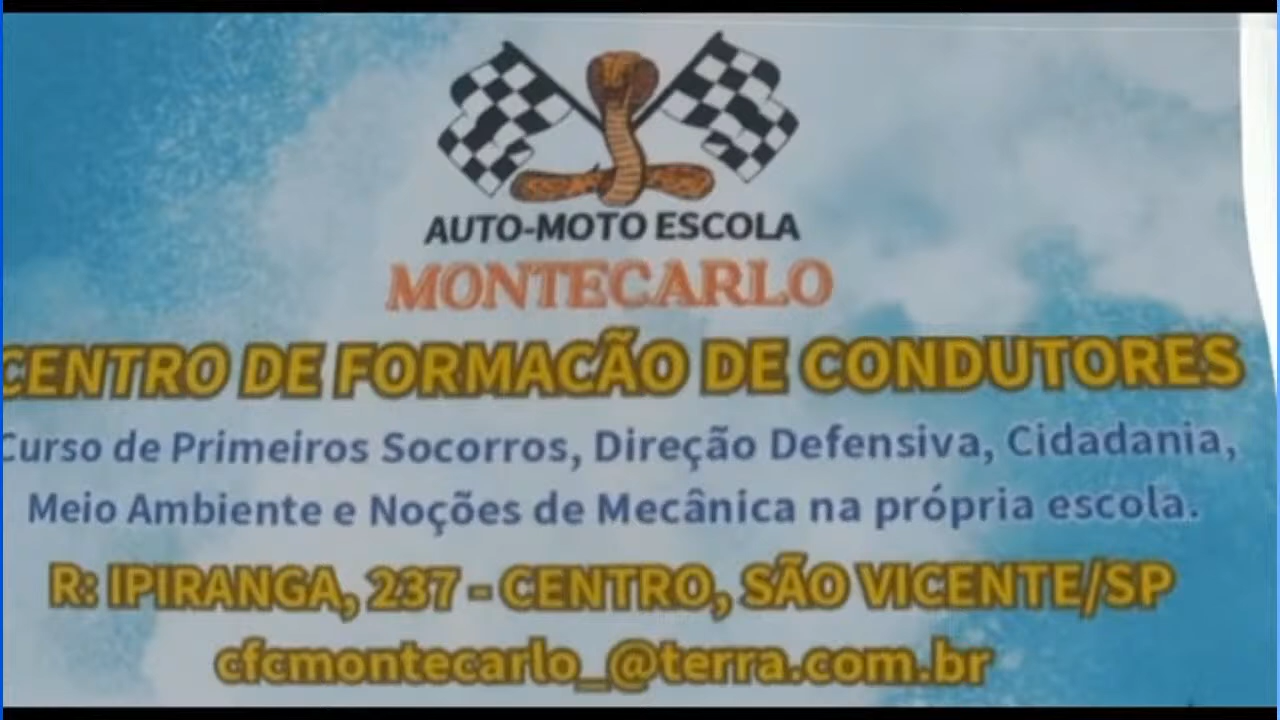 AUTO-MOTO ESCOLA
MONTECARLO
CENTRO DE FORMACÃO DE CONDUTORES
Curso de Primeiros Socorros, Direção Defensiva, Cidadania,
Meio Ambiente e Noções de Mecânica na própria escola.
R: IPIRANGA, 237 - CENTRO, SÃO VICENTE/SP
cfcmontecarlo_@terra.com.br